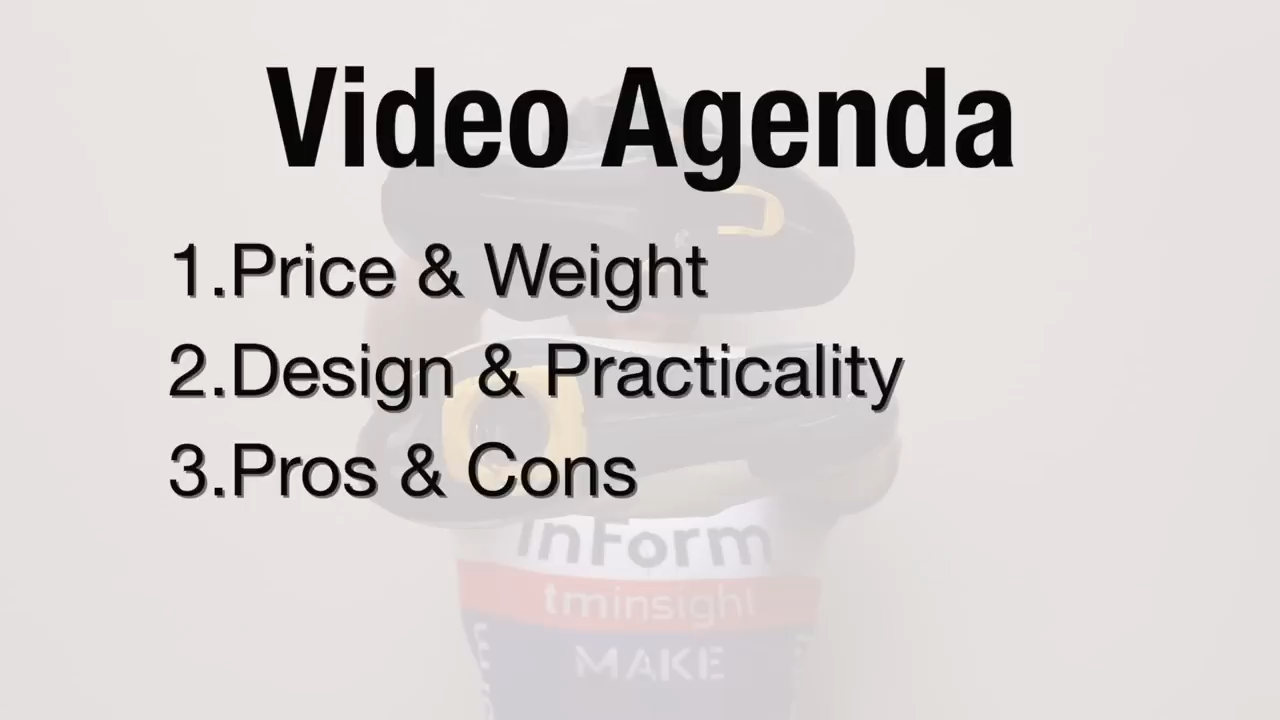 Video Agenda
1.Price & Weight
2.Design & Practicality
3.Pros & Cons
InForm
tminsight
MAKE